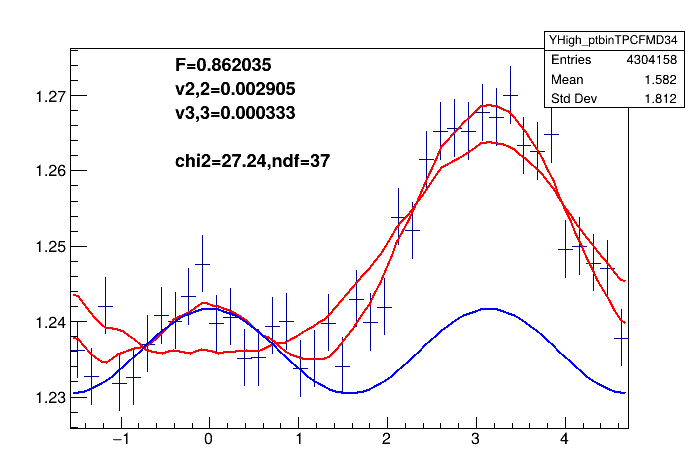 YHigh_ptbinTPCFMD34
Entries 4304158
Mean 1.582
Std Dev 1.812
F=0.862035
v2,2=0.002905
v3,3=0.000333
chi2=27.24,ndf=37
1.27
1.26
1.25
1.24
1.23
−1 0 1 2 3 4